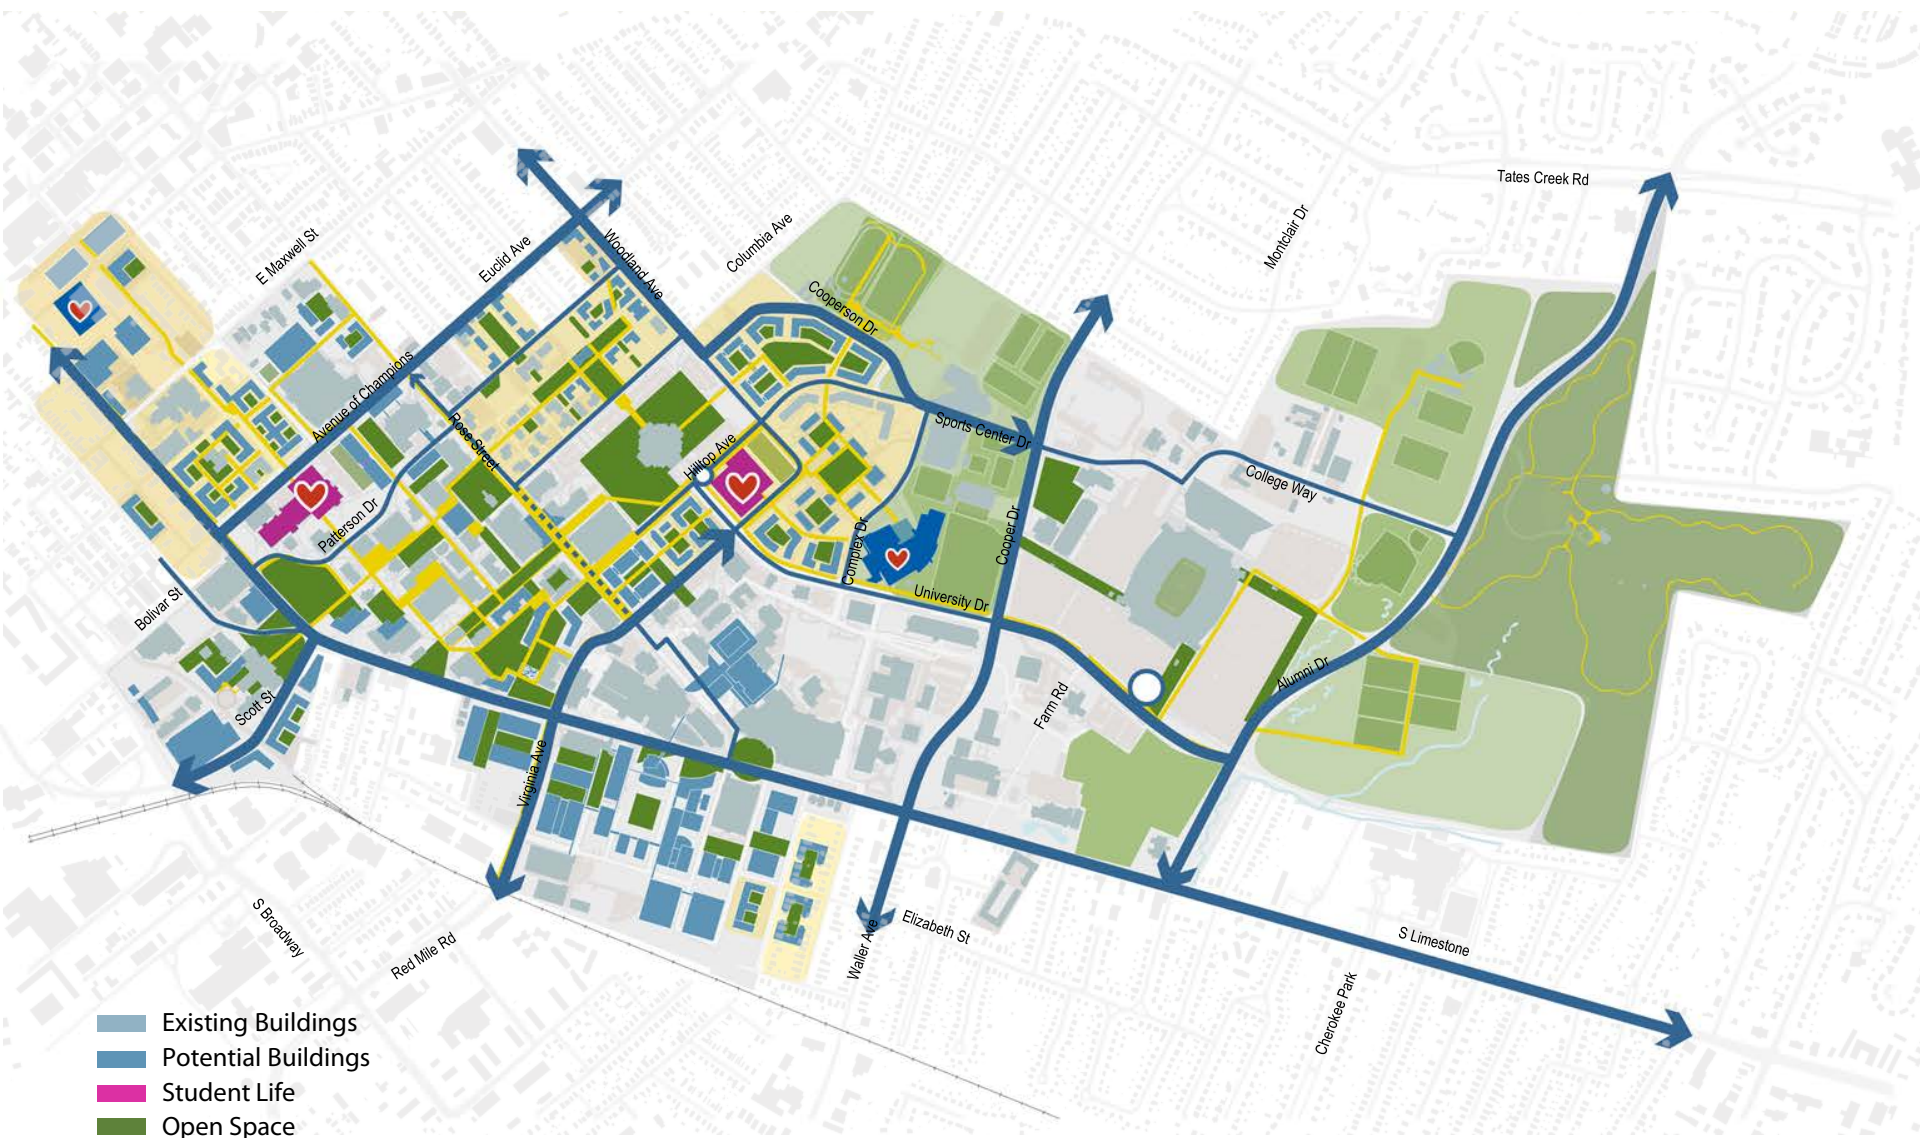 Tates Creek Rd
Montclair Dr
Columbia Ave
E Maxwell St
Euclid Ave
Woodland Ave
Cooperson Dr
Avenue of Champions
Rose Street
Hilltop Ave
Sports Center Dr
College Way
Patterson Dr
Complex Dr
Cooper Dr
University Dr
Bolivar St
Scott St
Alumni Dr
Farm Rd
Virginia Ave
S Broadway
Red Mile Rd
Waller Ave
Elizabeth St
S Limestone
Cherokee Park
Existing Buildings
Potential Buildings
Student Life
Open Space